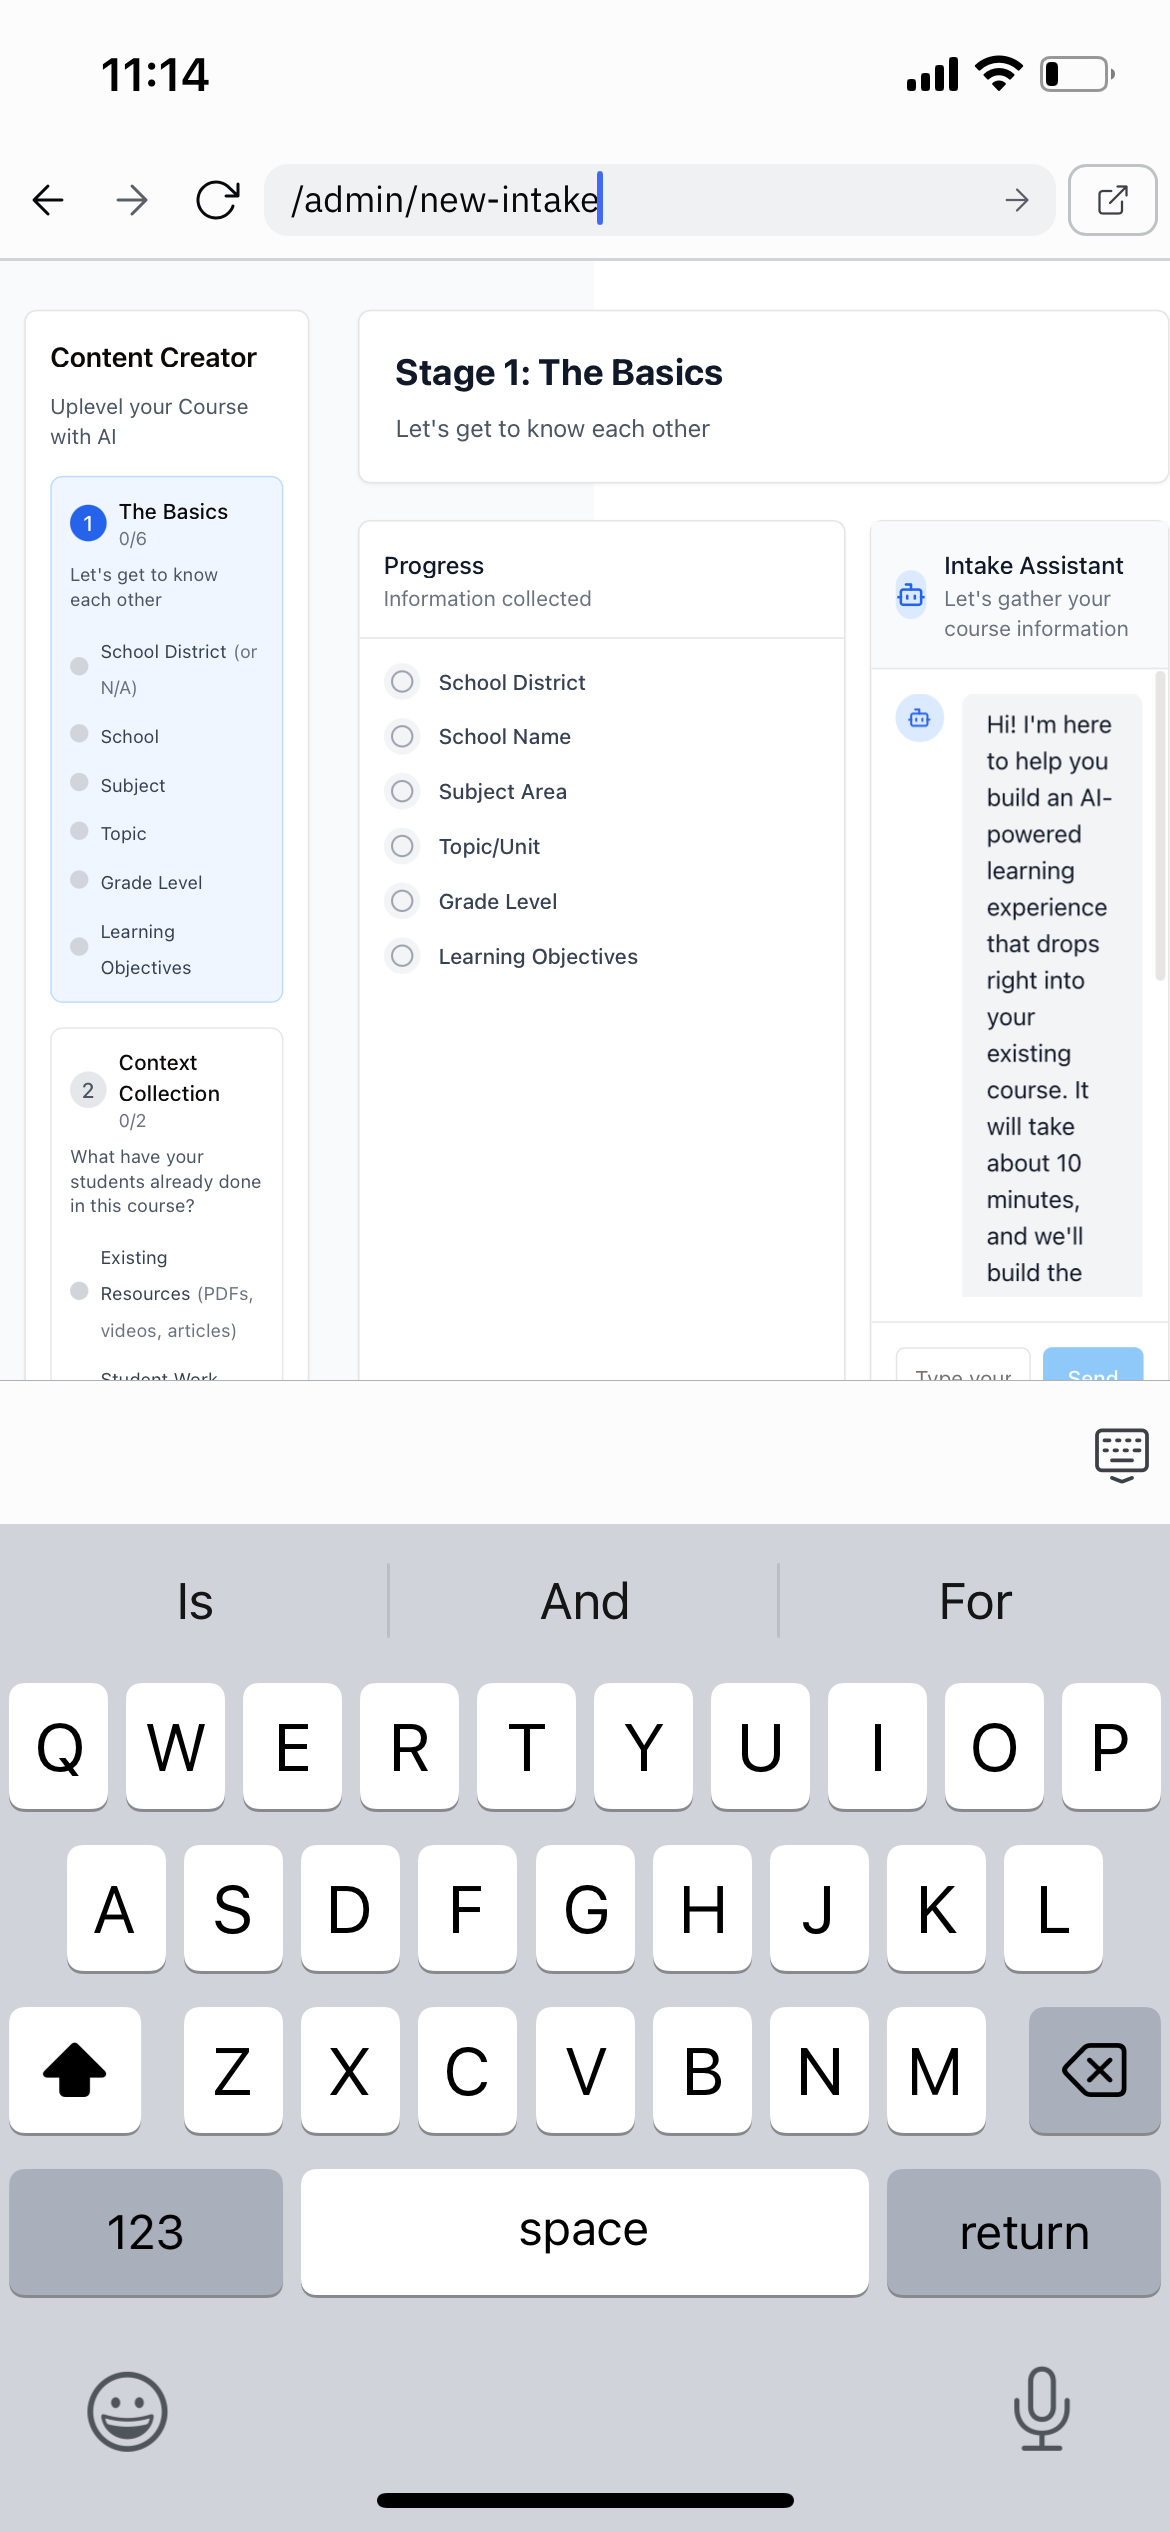 11:14
/admin/new-intake
Content Creator
Uplevel your Course
with AI
1
The Basics
0/6
Let's get to know
each other
School District (or
N/A)
School
Subject
Topic
Grade Level
Learning
Objectives
2
Context
Collection
0/2
What have your
students already done
in this course?
Existing
Resources (PDFs,
videos, articles)
Student Work
Stage 1: The Basics
Let's get to know each other
Progress
Information collected
School District
School Name
Subject Area
Topic/Unit
Grade Level
Learning Objectives
Intake Assistant
Let's gather your
course information
Hi! I'm here
to help you
build an AI-
powered
learning
experience
that drops
right into
your
existing
course. It
will take
about 10
minutes,
and we'll
build the
Type your
Send
Is And For
Q W E R T Y U I O P
A S D F G H J K L
Z X C V B N M
123 space return